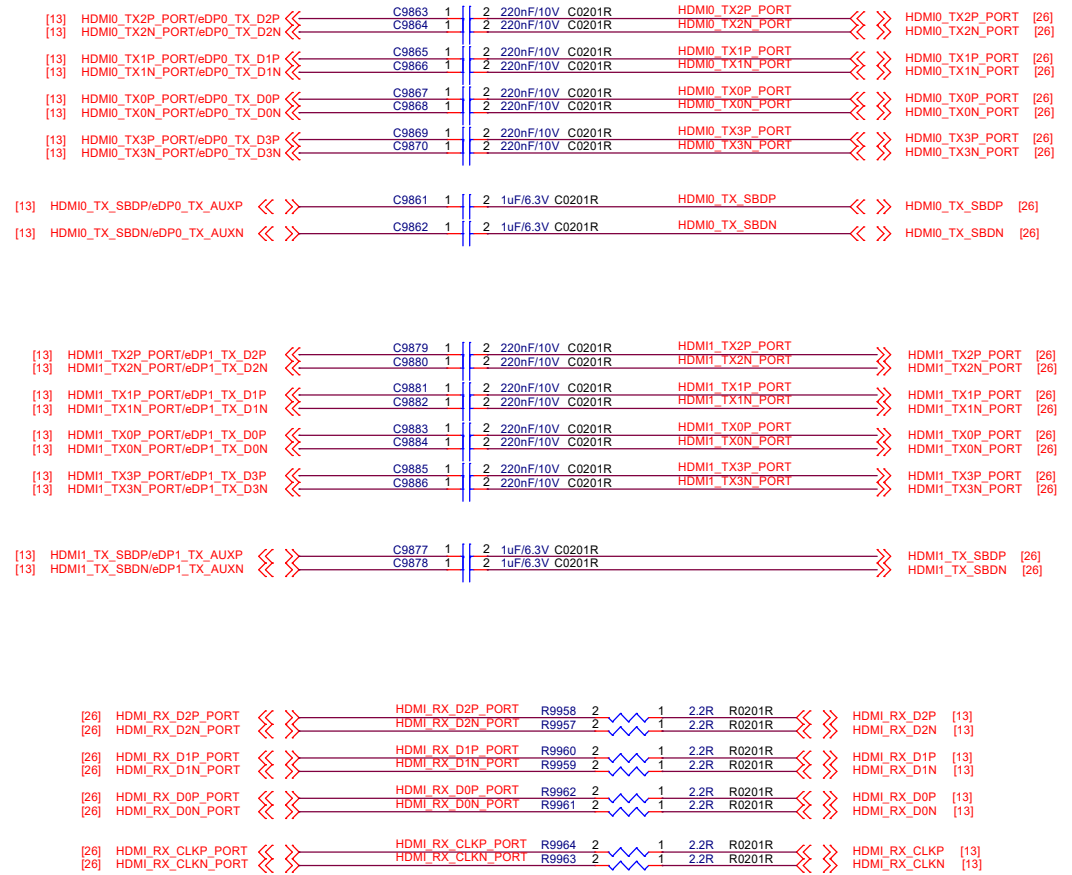 [13] HDMI0_TX2P_PORT/eDP0_TX_D2P C9863 1 2 220nF/10V C0201R HDMI0_TX2P_PORT HDMI0_TX2P_PORT [26]
[13] HDMI0_TX2N_PORT/eDP0_TX_D2N C9864 1 2 220nF/10V C0201R HDMI0_TX2N_PORT HDMI0_TX2N_PORT [26]
[13] HDMI0_TX1P_PORT/eDP0_TX_D1P C9865 1 2 220nF/10V C0201R HDMI0_TX1P_PORT HDMI0_TX1P_PORT [26]
[13] HDMI0_TX1N_PORT/eDP0_TX_D1N C9866 1 2 220nF/10V C0201R HDMI0_TX1N_PORT HDMI0_TX1N_PORT [26]
[13] HDMI0_TX0P_PORT/eDP0_TX_D0P C9867 1 2 220nF/10V C0201R HDMI0_TX0P_PORT HDMI0_TX0P_PORT [26]
[13] HDMI0_TX0N_PORT/eDP0_TX_D0N C9868 1 2 220nF/10V C0201R HDMI0_TX0N_PORT HDMI0_TX0N_PORT [26]
[13] HDMI0_TX3P_PORT/eDP0_TX_D3P C9869 1 2 220nF/10V C0201R HDMI0_TX3P_PORT HDMI0_TX3P_PORT [26]
[13] HDMI0_TX3N_PORT/eDP0_TX_D3N C9870 1 2 220nF/10V C0201R HDMI0_TX3N_PORT HDMI0_TX3N_PORT [26]
[13] HDMI0_TX_SBDP/eDP0_TX_AUXP C9861 1 2 1uF/6.3V C0201R HDMI0_TX_SBDP HDMI0_TX_SBDP [26]
[13] HDMI0_TX_SBDN/eDP0_TX_AUXN C9862 1 2 1uF/6.3V C0201R HDMI0_TX_SBDN HDMI0_TX_SBDN [26]
[13] HDMI1_TX2P_PORT/eDP1_TX_D2P C9879 1 2 220nF/10V C0201R HDMI1_TX2P_PORT HDMI1_TX2P_PORT [26]
[13] HDMI1_TX2N_PORT/eDP1_TX_D2N C9880 1 2 220nF/10V C0201R HDMI1_TX2N_PORT HDMI1_TX2N_PORT [26]
[13] HDMI1_TX1P_PORT/eDP1_TX_D1P C9881 1 2 220nF/10V C0201R HDMI1_TX1P_PORT HDMI1_TX1P_PORT [26]
[13] HDMI1_TX1N_PORT/eDP1_TX_D1N C9882 1 2 220nF/10V C0201R HDMI1_TX1N_PORT HDMI1_TX1N_PORT [26]
[13] HDMI1_TX0P_PORT/eDP1_TX_D0P C9883 1 2 220nF/10V C0201R HDMI1_TX0P_PORT HDMI1_TX0P_PORT [26]
[13] HDMI1_TX0N_PORT/eDP1_TX_D0N C9884 1 2 220nF/10V C0201R HDMI1_TX0N_PORT HDMI1_TX0N_PORT [26]
[13] HDMI1_TX3P_PORT/eDP1_TX_D3P C9885 1 2 220nF/10V C0201R HDMI1_TX3P_PORT HDMI1_TX3P_PORT [26]
[13] HDMI1_TX3N_PORT/eDP1_TX_D3N C9886 1 2 220nF/10V C0201R HDMI1_TX3N_PORT HDMI1_TX3N_PORT [26]
[13] HDMI1_TX_SBDP/eDP1_TX_AUXP C9877 1 2 1uF/6.3V C0201R HDMI1_TX_SBDP [26]
[13] HDMI1_TX_SBDN/eDP1_TX_AUXN C9878 1 2 1uF/6.3V C0201R HDMI1_TX_SBDN [26]
[26] HDMI_RX_D2P_PORT HDMI_RX_D2P_PORT R9958 2 1 2.2R R0201R HDMI_RX_D2P [13]
[26] HDMI_RX_D2N_PORT HDMI_RX_D2N_PORT R9957 2 1 2.2R R0201R HDMI_RX_D2N [13]
[26] HDMI_RX_D1P_PORT HDMI_RX_D1P_PORT R9960 2 1 2.2R R0201R HDMI_RX_D1P [13]
[26] HDMI_RX_D1N_PORT HDMI_RX_D1N_PORT R9959 2 1 2.2R R0201R HDMI_RX_D1N [13]
[26] HDMI_RX_D0P_PORT HDMI_RX_D0P_PORT R9962 2 1 2.2R R0201R HDMI_RX_D0P [13]
[26] HDMI_RX_D0N_PORT HDMI_RX_D0N_PORT R9961 2 1 2.2R R0201R HDMI_RX_D0N [13]
[26] HDMI_RX_CLKP_PORT HDMI_RX_CLKP_PORT R9964 2 1 2.2R R0201R HDMI_RX_CLKP [13]
[26] HDMI_RX_CLKN_PORT HDMI_RX_CLKN_PORT R9963 2 1 2.2R R0201R HDMI_RX_CLKN [13]